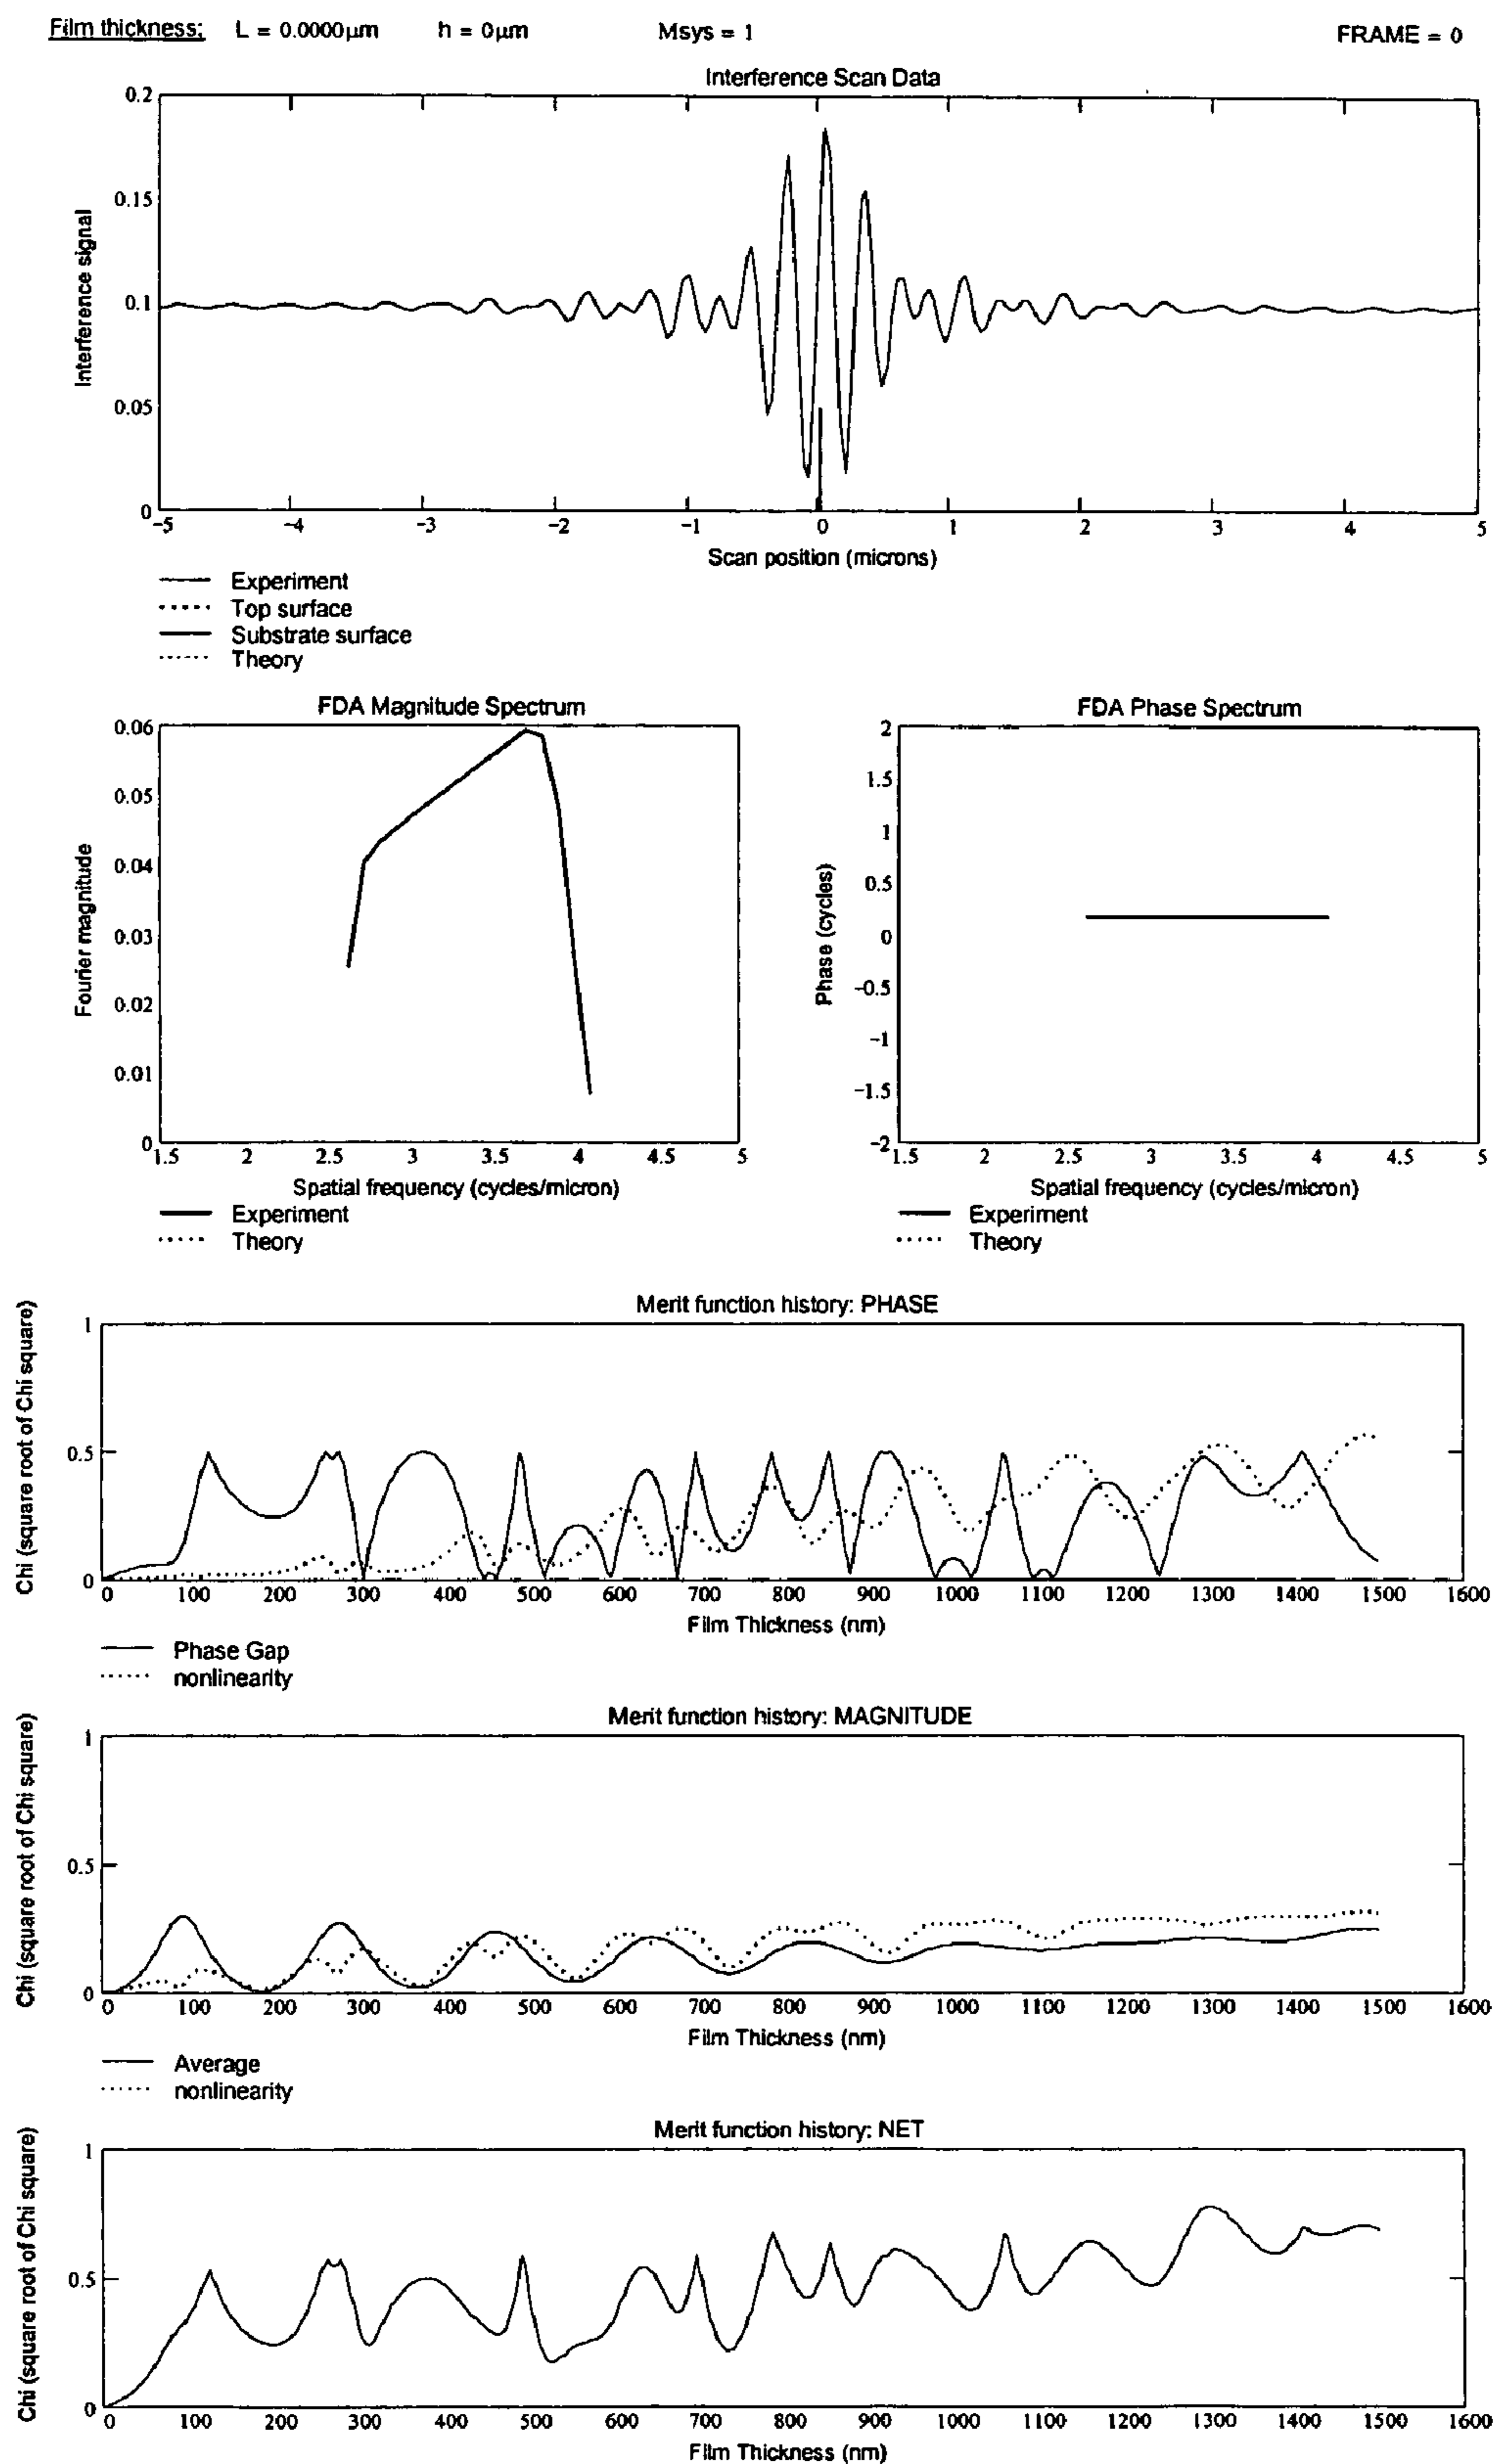 Film thickness: L = 0.0000µm h = 0µm Msys = 1 FRAME = 0
Interference Scan Data
Interference signal
0.2
0.15
0.1
0.05
0
−5 −4 −3 −2 −1 0 1 2 3 4 5
Scan position (microns)
Experiment
Top surface
Substrate surface
Theory
FDA Magnitude Spectrum
Fourier magnitude
0.06
0.05
0.04
0.03
0.02
0.01
0
1.5 2 2.5 3 3.5 4 4.5 5
Spatial frequency (cycles/micron)
Experiment
Theory
FDA Phase Spectrum
Phase (cycles)
2
1.5
1
0.5
0
−0.5
−1
−1.5
−2
1.5 2 2.5 3 3.5 4 4.5 5
Spatial frequency (cycles/micron)
Experiment
Theory
Merit function history: PHASE
Chi (square root of Chi square)
1
0.5
0
0 100 200 300 400 500 600 700 800 900 1000 1100 1200 1300 1400 1500 1600
Film Thickness (nm)
Phase Gap
nonlinearity
Merit function history: MAGNITUDE
Chi (square root of Chi square)
1
0.5
0
0 100 200 300 400 500 600 700 800 900 1000 1100 1200 1300 1400 1500 1600
Film Thickness (nm)
Average
nonlinearity
Merit function history: NET
Chi (square root of Chi square)
1
0.5
0
0 100 200 300 400 500 600 700 800 900 1000 1100 1200 1300 1400 1500 1600
Film Thickness (nm)